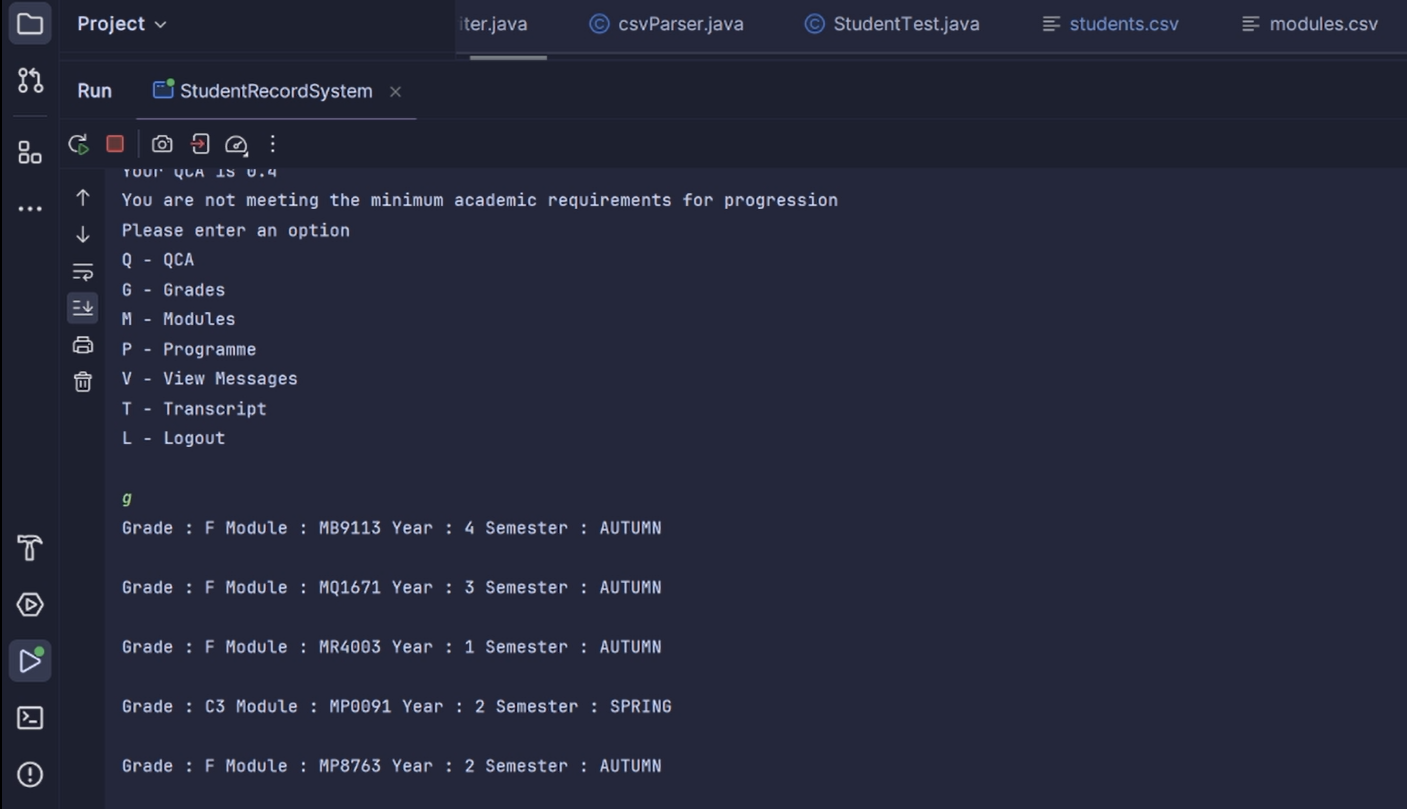 Project
iter.java
csvParser.java
StudentTest.java
students.csv
modules.csv
Run
StudentRecordSystem
Your QCA is 0.4
You are not meeting the minimum academic requirements for progression
Please enter an option
Q - QCA
G - Grades
M - Modules
P - Programme
V - View Messages
T - Transcript
L - Logout
g
Grade : F Module : MB9113 Year : 4 Semester : AUTUMN
Grade : F Module : MQ1671 Year : 3 Semester : AUTUMN
Grade : F Module : MR4003 Year : 1 Semester : AUTUMN
Grade : C3 Module : MP0091 Year : 2 Semester : SPRING
Grade : F Module : MP8763 Year : 2 Semester : AUTUMN